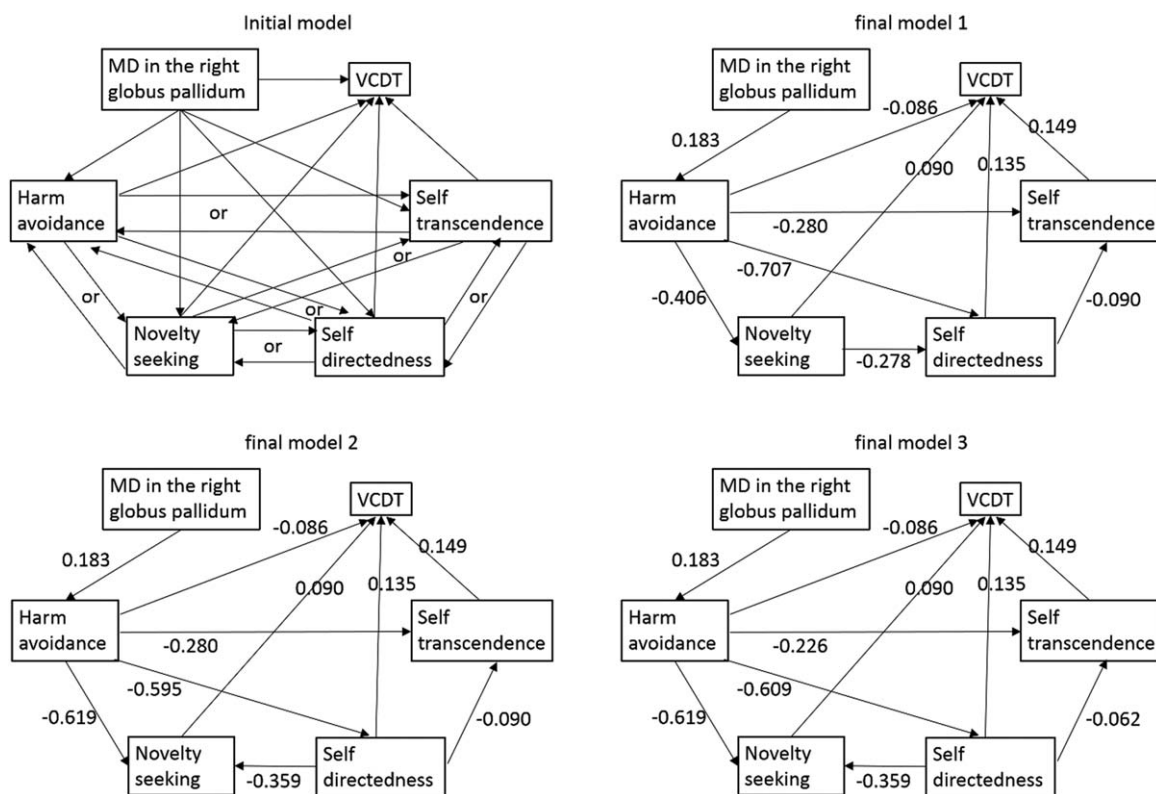 Initial model
MD in the right
globus pallidum
VCDT
Harm
avoidance
Self
transcendence
or
or
or
or
or
Novelty
seeking
Self
directedness
final model 1
MD in the right
globus pallidum
VCDT
-0.086
0.183
0.149
0.090
0.135
Harm
avoidance
Self
transcendence
-0.280
-0.707
-0.406
-0.090
Novelty
seeking
Self
directedness
-0.278
final model 2
MD in the right
globus pallidum
VCDT
-0.086
0.183
0.149
0.090
0.135
Harm
avoidance
Self
transcendence
-0.280
-0.595
-0.619
-0.090
Novelty
seeking
Self
directedness
-0.359
final model 3
MD in the right
globus pallidum
VCDT
-0.086
0.183
0.149
0.090
0.135
Harm
avoidance
Self
transcendence
-0.226
-0.609
-0.619
-0.062
Novelty
seeking
Self
directedness
-0.359